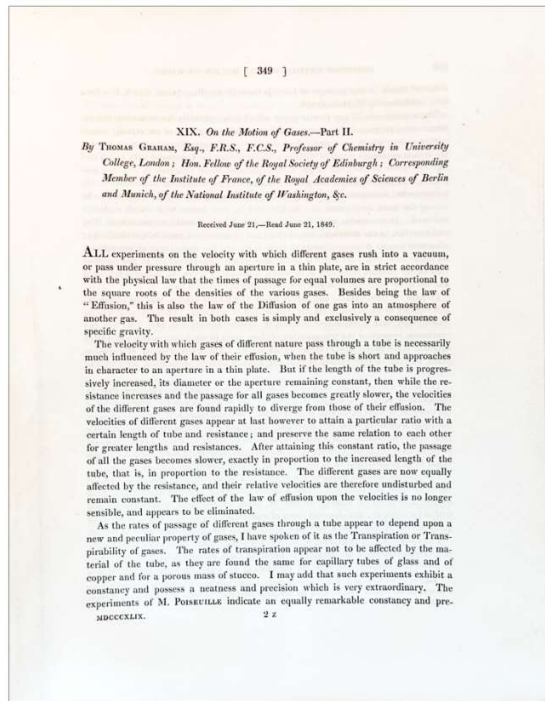 [ 349 ]
XIX. On the Motion of Gases.—Part II.
By THOMAS GRAHAM, Esq., F.R.S., F.C.S., Professor of Chemistry in University
College, London; Hon. Fellow of the Royal Society of Edinburgh; Corresponding
Member of the Institute of France, of the Royal Academies of Sciences of Berlin
and Munich, of the National Institute of Washington, &c.
Received June 21,—Read June 21, 1849.
ALL experiments on the velocity with which different gases rush into a vacuum,
or pass under pressure through an aperture in a thin plate, are in strict accordance
with the physical law that the times of passage for equal volumes are proportional to
the square roots of the densities of the various gases. Besides being the law of
"Effusion," this is also the law of the Diffusion of one gas into an atmosphere of
another gas. The result in both cases is simply and exclusively a consequence of
specific gravity.
The velocity with which gases of different nature pass through a tube is necessarily
much influenced by the law of their effusion, when the tube is short and approaches
in character to an aperture in a thin plate. But if the length of the tube is progres-
sively increased, its diameter or the aperture remaining constant, then while the re-
sistance increases and the passage for all gases becomes greatly slower, the velocities
of the different gases are found rapidly to diverge from those of their effusion. The
velocities of different gases appear at last however to attain a particular ratio with a
certain length of tube and resistance; and preserve the same relation to each other
for greater lengths and resistances. After attaining this constant ratio, the passage
of all the gases becomes slower, exactly in proportion to the increased length of the
tube, that is, in proportion to the resistance. The different gases are now equally
affected by the resistance, and their relative velocities are therefore undisturbed and
remain constant. The effect of the law of effusion upon the velocities is no longer
sensible, and appears to be eliminated.
As the rates of passage of different gases through a tube appear to depend upon a
new and peculiar property of gases, I have spoken of it as the Transpiration or Trans-
pirability of gases. The rates of transpiration appear not to be affected by the ma-
terial of the tube, as they are found the same for capillary tubes of glass and of
copper and for a porous mass of stucco. I may add that such experiments exhibit a
constancy and possess a neatness and precision which is very extraordinary. The
experiments of M. POISEUILLE indicate an equally remarkable constancy and pre-
MDCCCXLIX. 2 Z